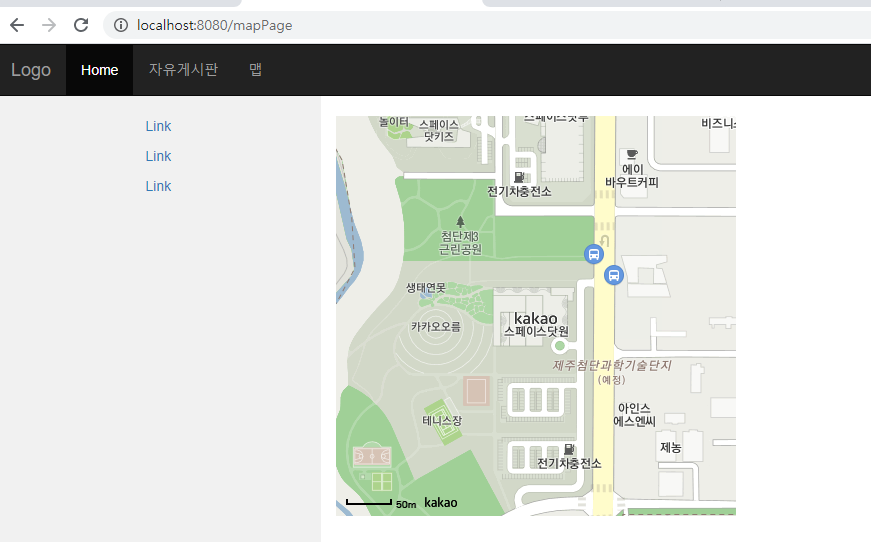 localhost:8080/mapPage
Logo
Home
자유게시판
맵
Link
Link
Link
놀이터
스페이스
닷키즈
스페이스닷투
비즈니스
에이
바우트커피
전기차충전소
첨단제3
근린공원
생태연못
카카오오름
kakao
스페이스닷원
제주첨단과학기술단지
(예정)
아인스
에스엔씨
테니스장
제농
전기차충전소
50m
kakao